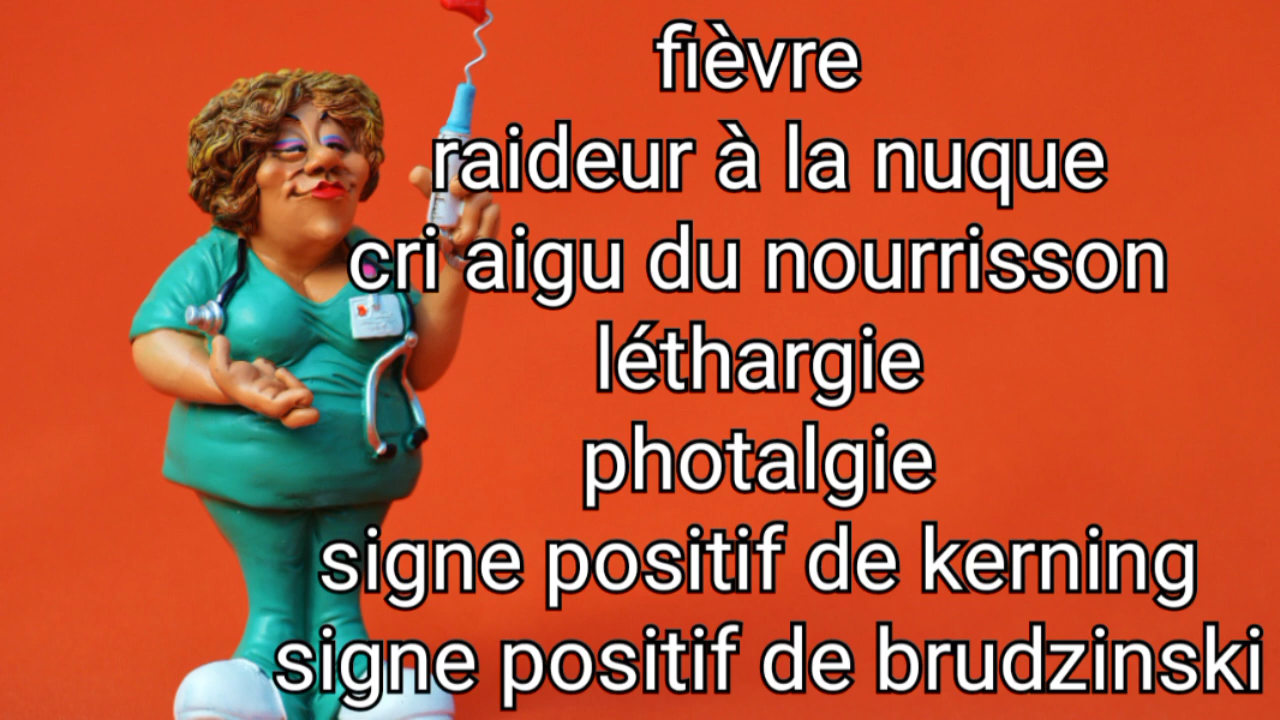 fièvre
raideur à la nuque
cri aigu du nourrisson
léthargie
photalgie
signe positif de kerning
signe positif de brudzinski